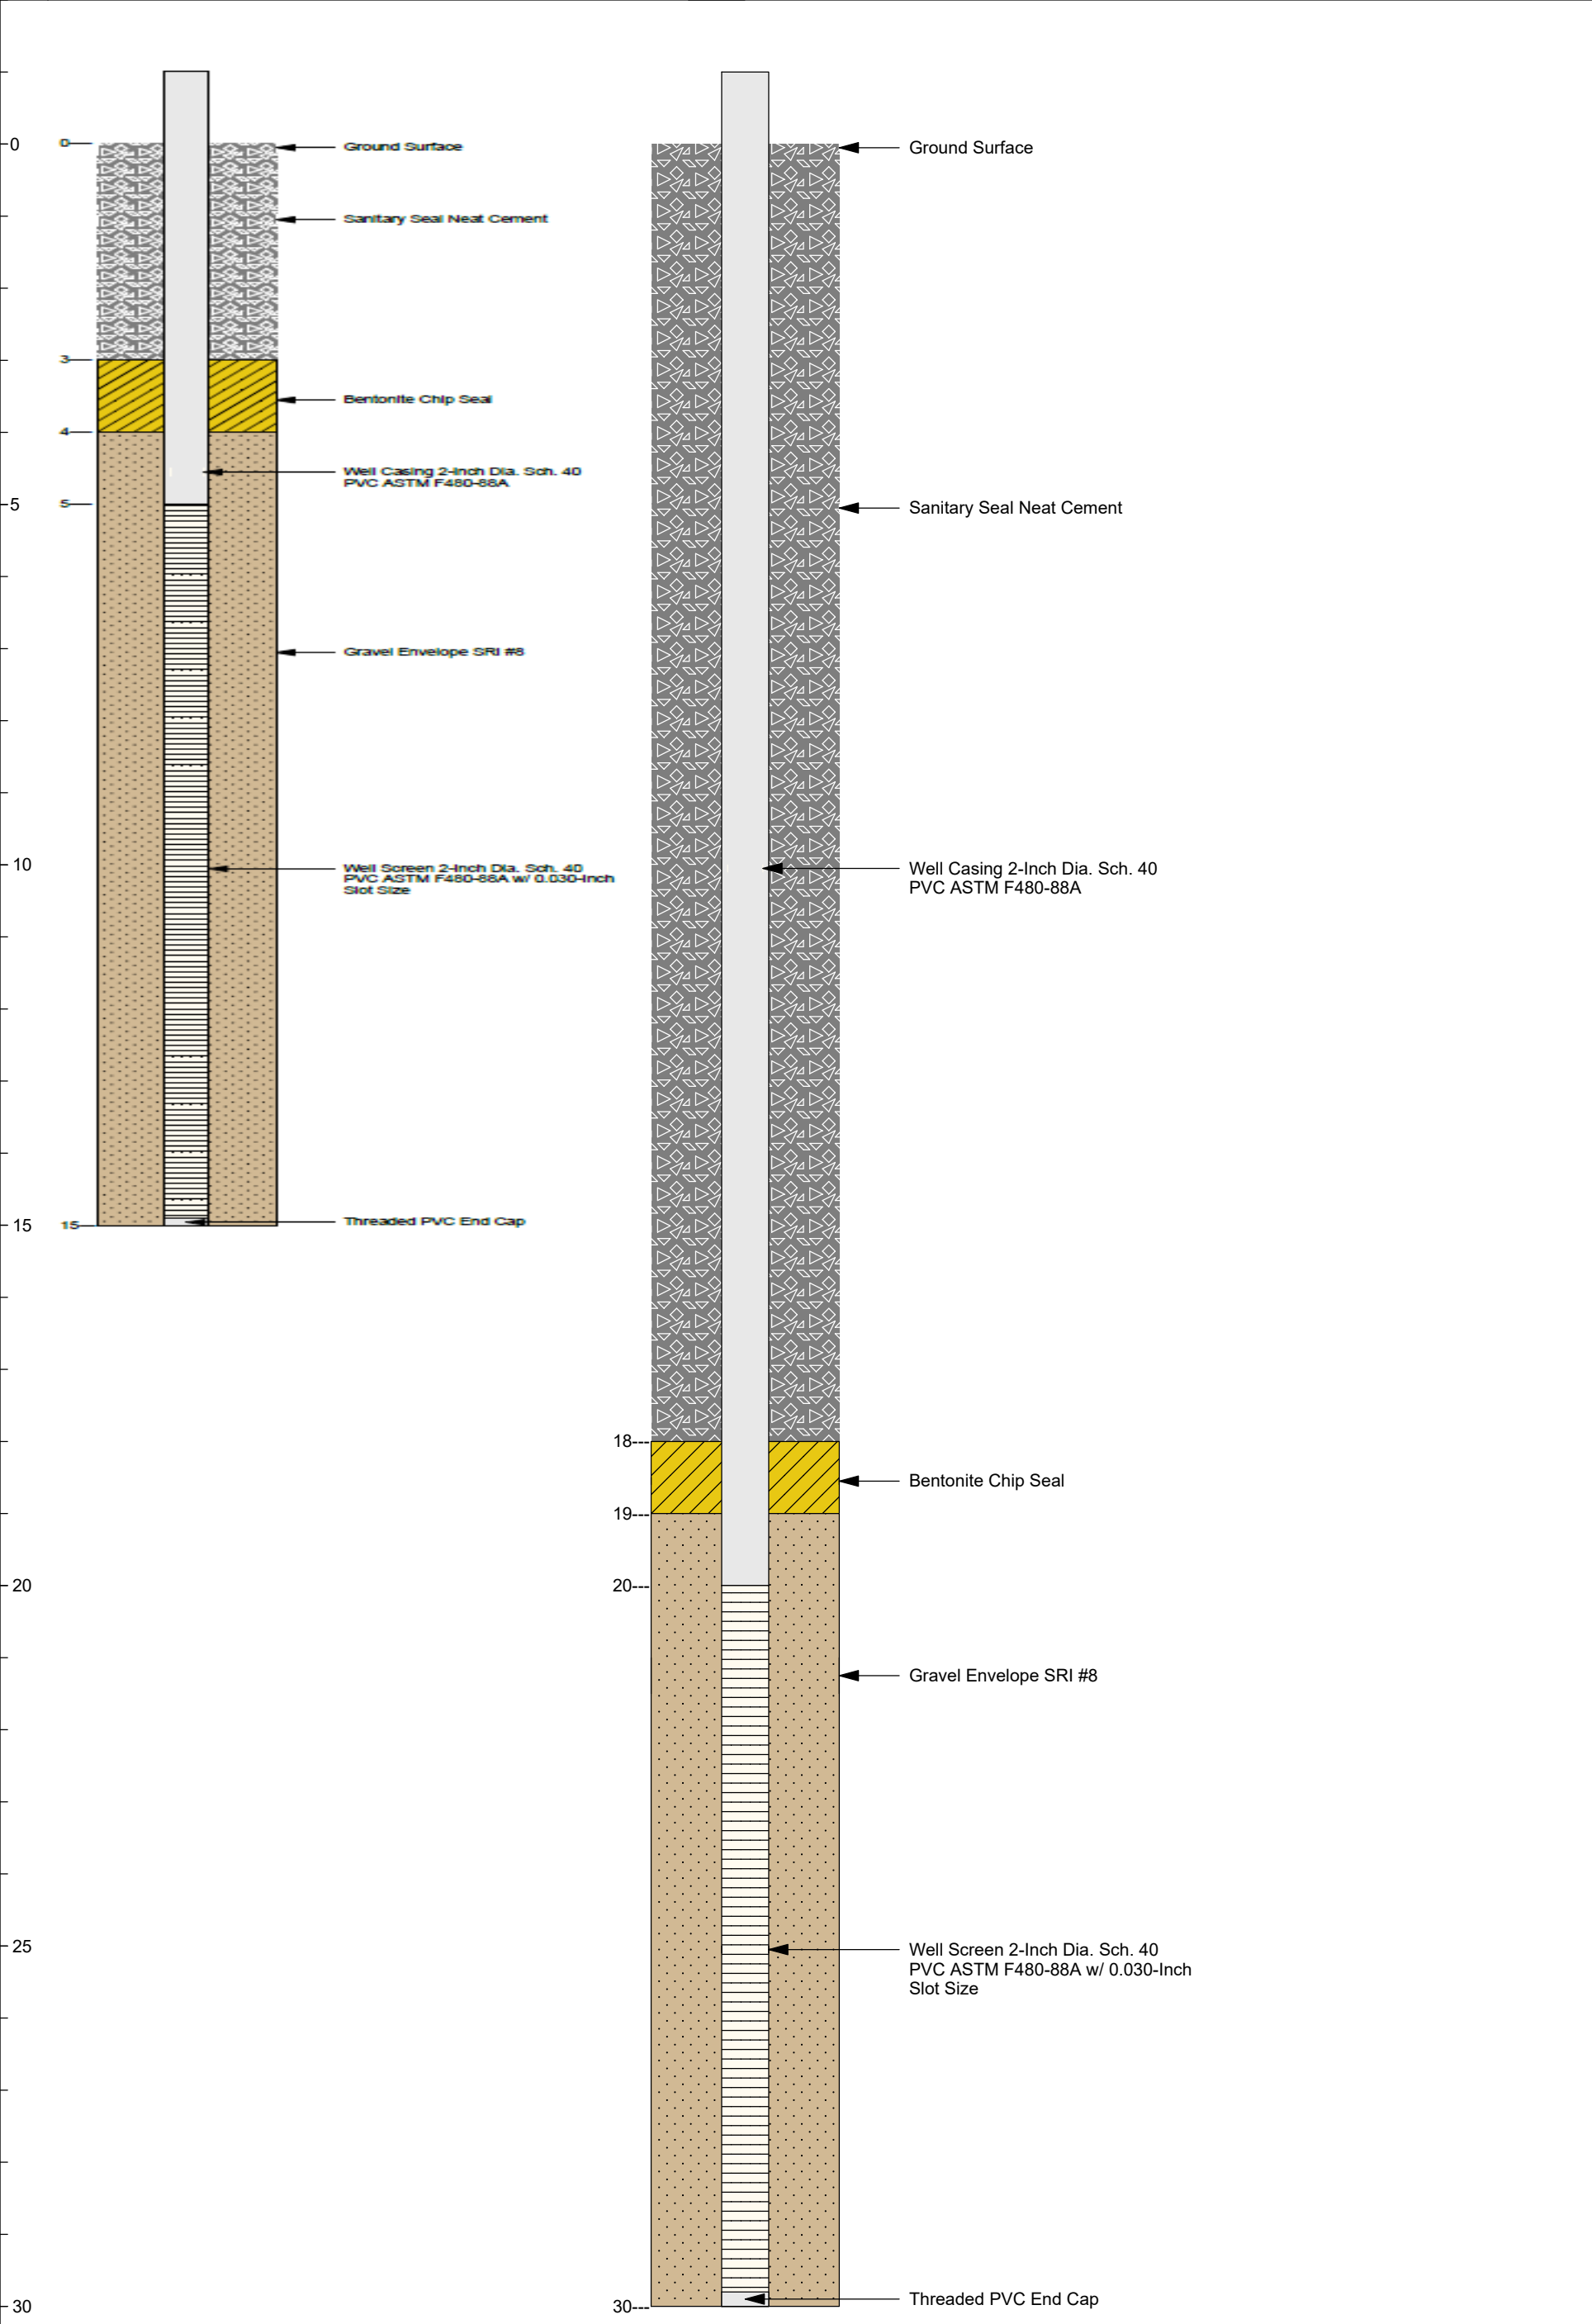 0
5
10
15
20
25
30
0
Ground Surface
Sanitary Seal Neat Cement
3
Bentonite Chip Seal
4
Well Casing 2-Inch Dia. Sch. 40
PVC ASTM F480-88A
5
Gravel Envelope SRI #8
Well Screen 2-Inch Dia. Sch. 40
PVC ASTM F480-88A w/ 0.030-Inch
Slot Size
15
Threaded PVC End Cap
Ground Surface
Sanitary Seal Neat Cement
Well Casing 2-Inch Dia. Sch. 40
PVC ASTM F480-88A
18---
Bentonite Chip Seal
19---
20---
Gravel Envelope SRI #8
Well Screen 2-Inch Dia. Sch. 40
PVC ASTM F480-88A w/ 0.030-Inch
Slot Size
30---
Threaded PVC End Cap